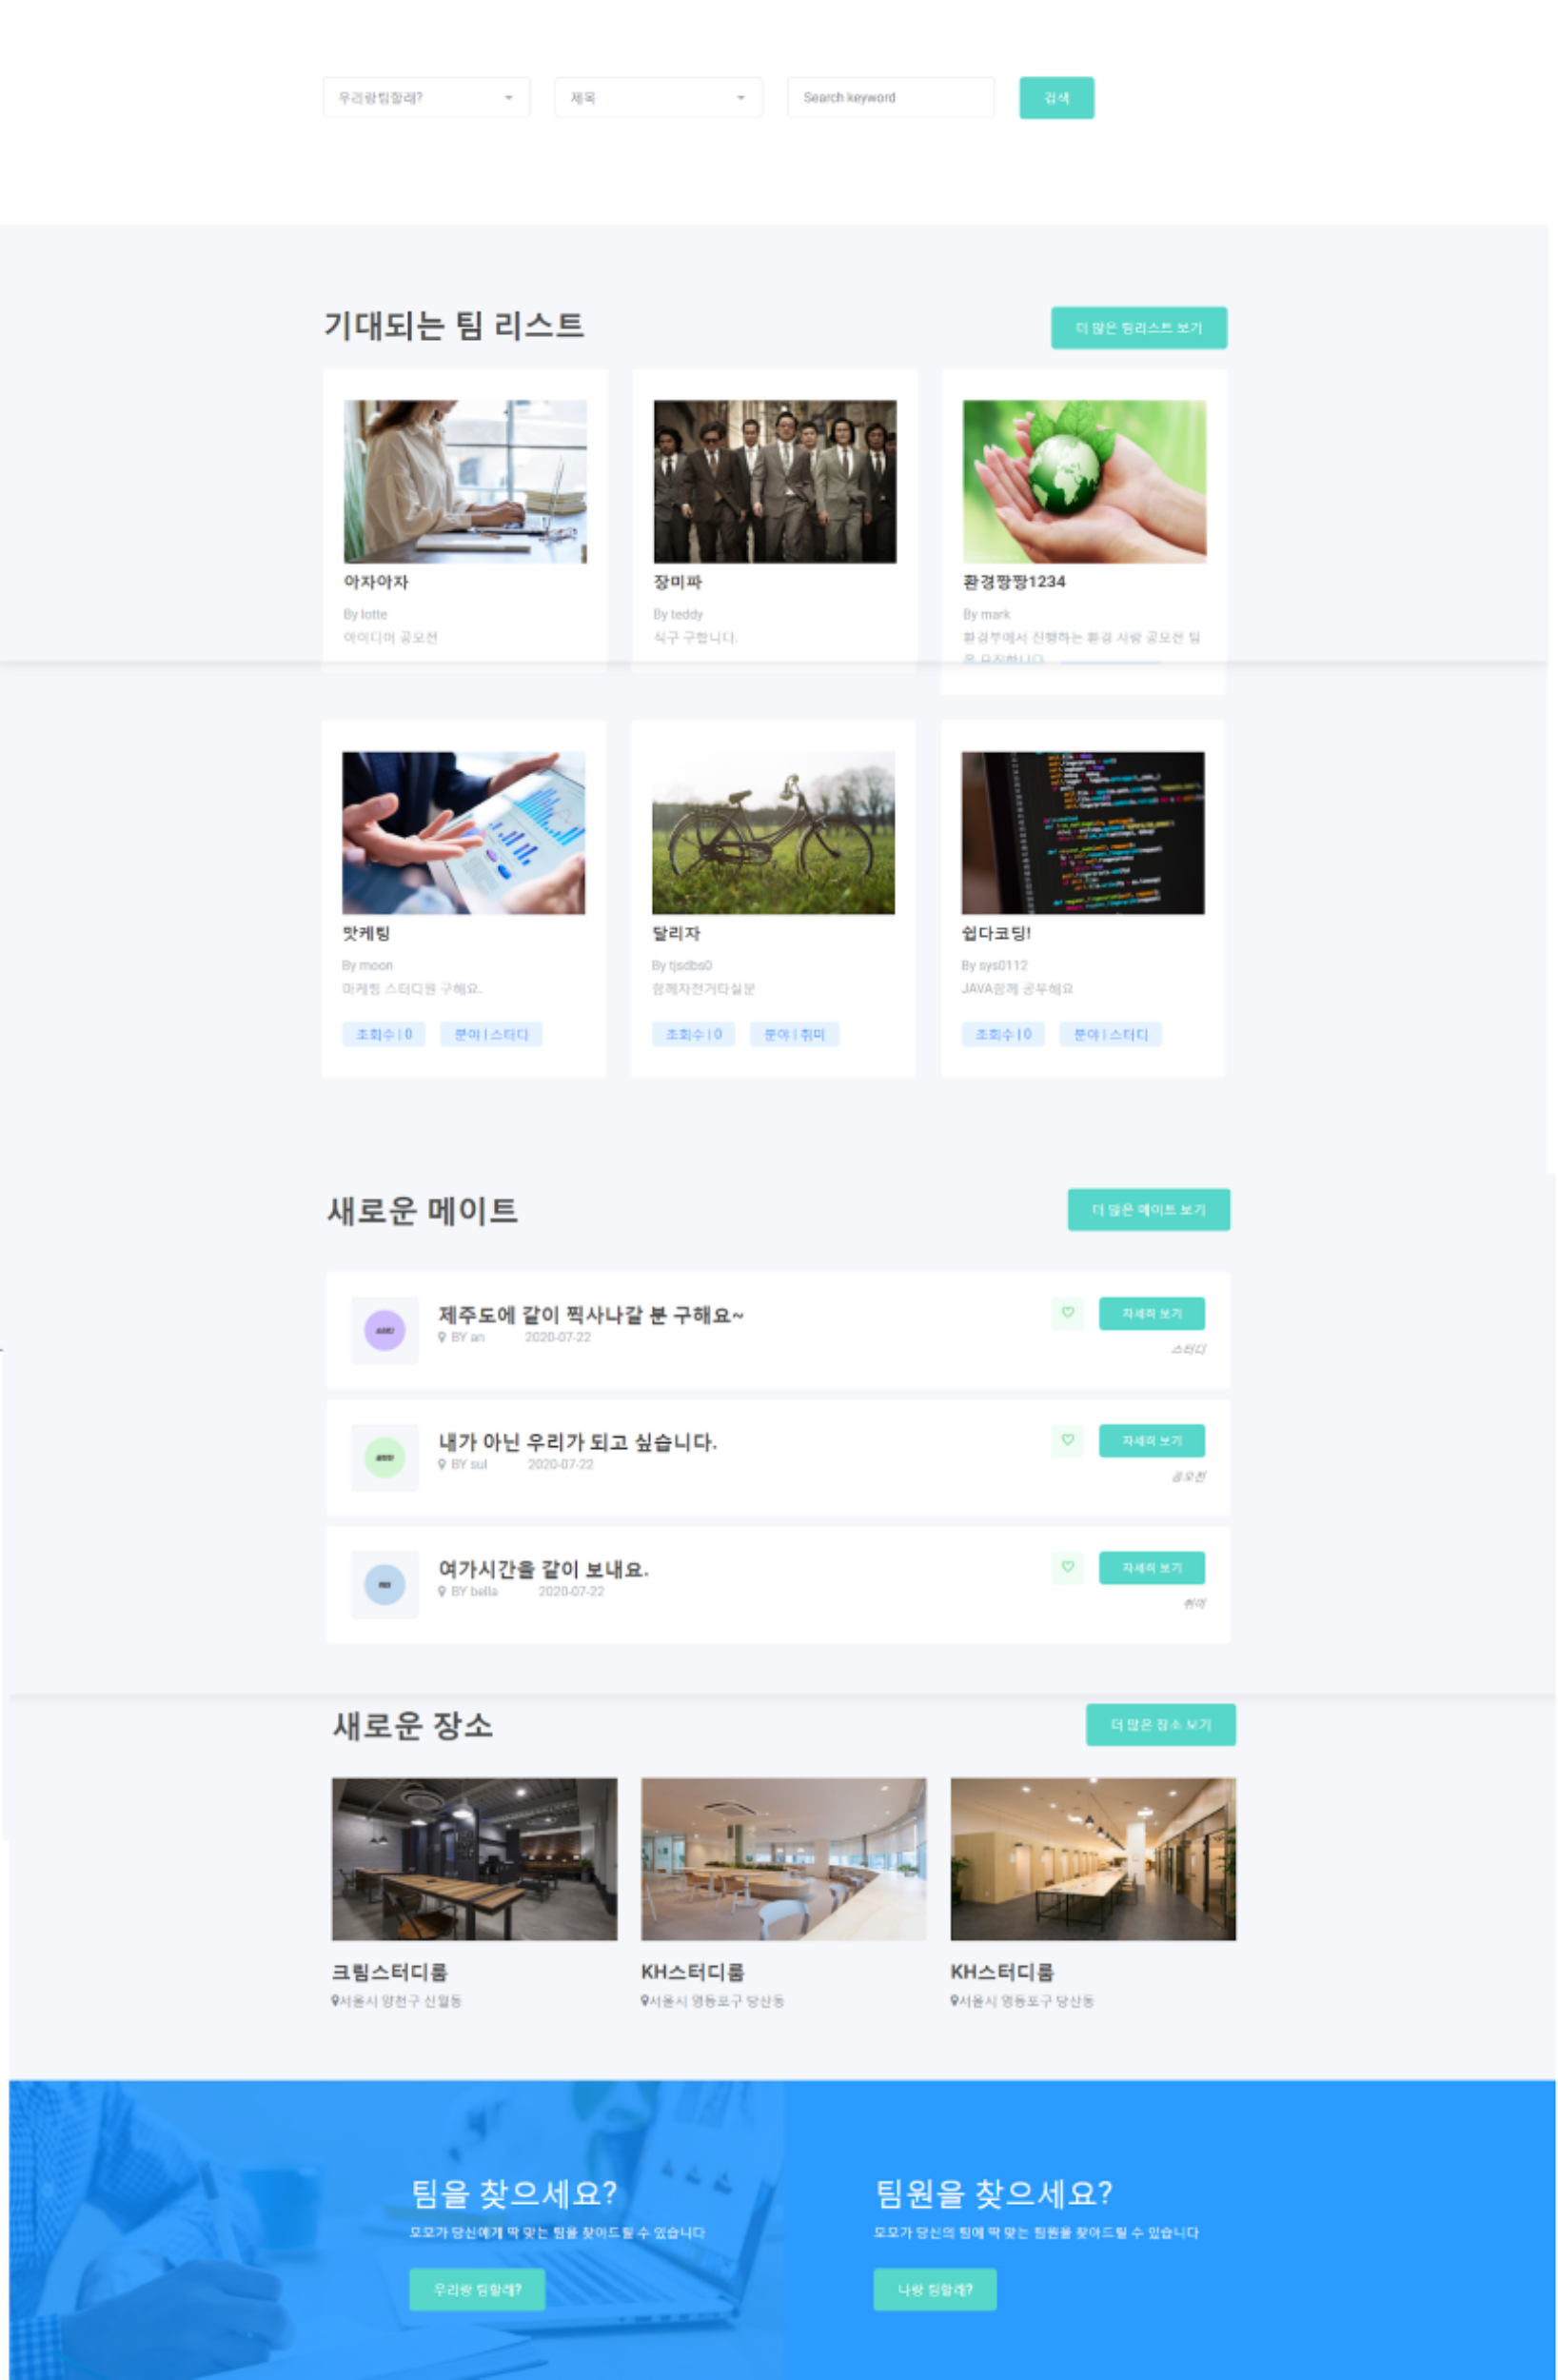 우리랑팀할래?
제목
Search keyword
검색
기대되는 팀 리스트
더 많은 팀리스트 보기
아자아자
By lotte
아이디어 공모전
장미파
By teddy
식구 구합니다.
환경짱짱1234
By mark
환경부에서 진행하는 환경 사랑 공모전 팀
맛케팅
By moon
마케팅 스터디원 구해요.
조회수 | 0
분야 | 스터디
달리자
By tjsdbs0
함께자전거타실분
조회수 | 0
분야 | 취미
쉽다코딩!
By sys0112
JAVA함께 공부해요
조회수 | 0
분야 | 스터디
새로운 메이트
더 많은 메이트 보기
제주도에 같이 찍사나갈 분 구해요~
BY an 2020-07-22
자세히 보기
스터디
내가 아닌 우리가 되고 싶습니다.
BY sul 2020-07-22
자세히 보기
공모전
여가시간을 같이 보내요.
BY bella 2020-07-22
자세히 보기
취미
새로운 장소
더 많은 장소 보기
크림스터디룸
서울시 양천구 신월동
KH스터디룸
서울시 영등포구 당산동
KH스터디룸
서울시 영등포구 당산동
팀을 찾으세요?
모모가 당신에게 딱 맞는 팀을 찾아드릴 수 있습니다
우리랑 팀할래?
팀원을 찾으세요?
모모가 당신의 팀에 딱 맞는 팀원을 찾아드릴 수 있습니다
나랑 팀할래?